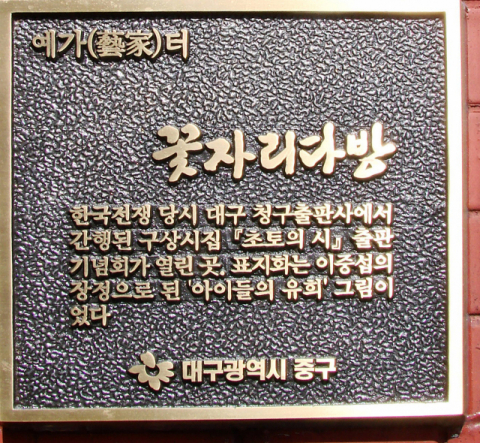 예가(藝家)터
꽃자리다방
한국전쟁 당시 대구 청구출판사에서
간행된 구상시집 『초토의 시』 출판
기념회가 열린 곳. 표지화는 이중섭의
장정으로 된 '아이들의 유희' 그림이
었다
대구광역시 중구